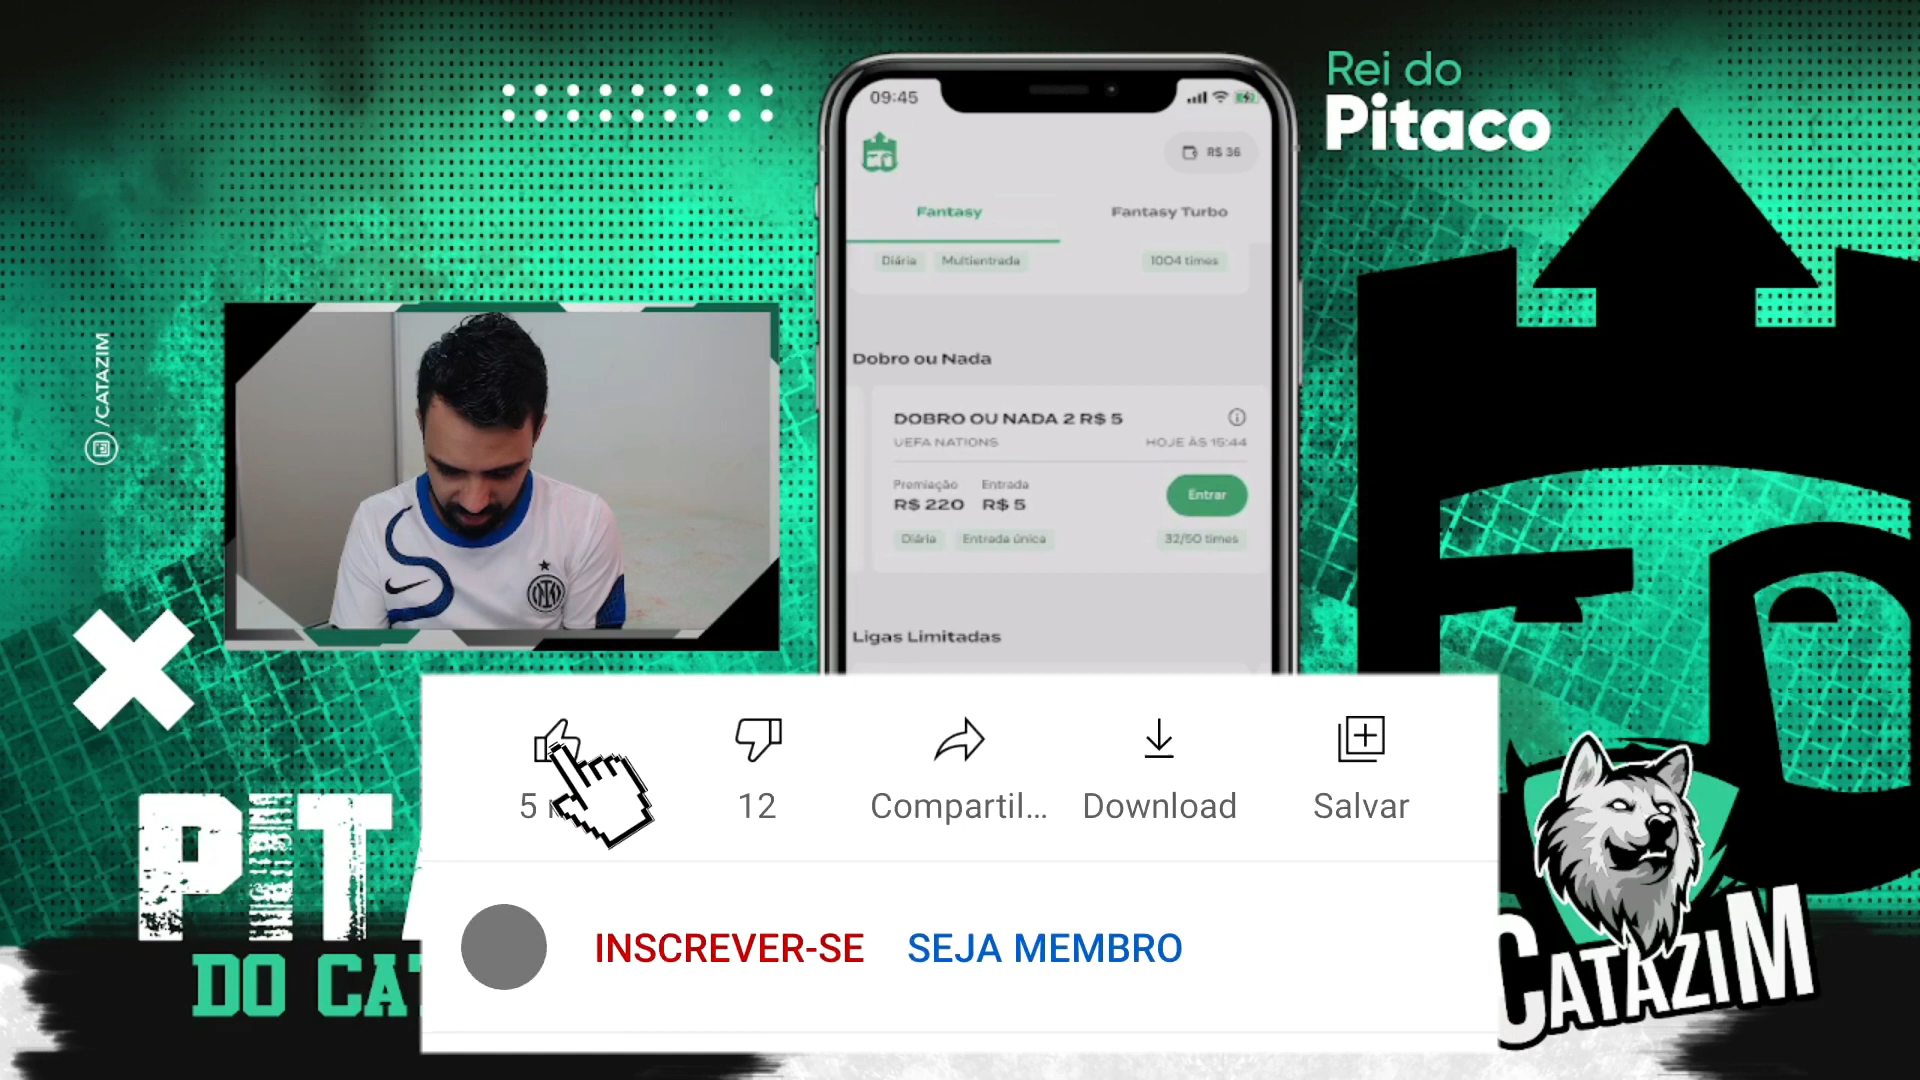 Rei do
Pitaco
09:45
R$ 36
Fantasy
Fantasy Turbo
Diária
Multientrada
1004 times
/CATAZIM
Dobro ou Nada
DOBRO OU NADA 2 R$ 5
UEFA NATIONS
HOJE ÀS 15:44
Premiação
Entrada
R$ 220
R$ 5
Entrar
Diária
Entrada única
32/50 times
Ligas Limitadas
5
12
Compartil...
Download
Salvar
INSCREVER-SE
SEJA MEMBRO
PIT
DO CAT
CATAZIM